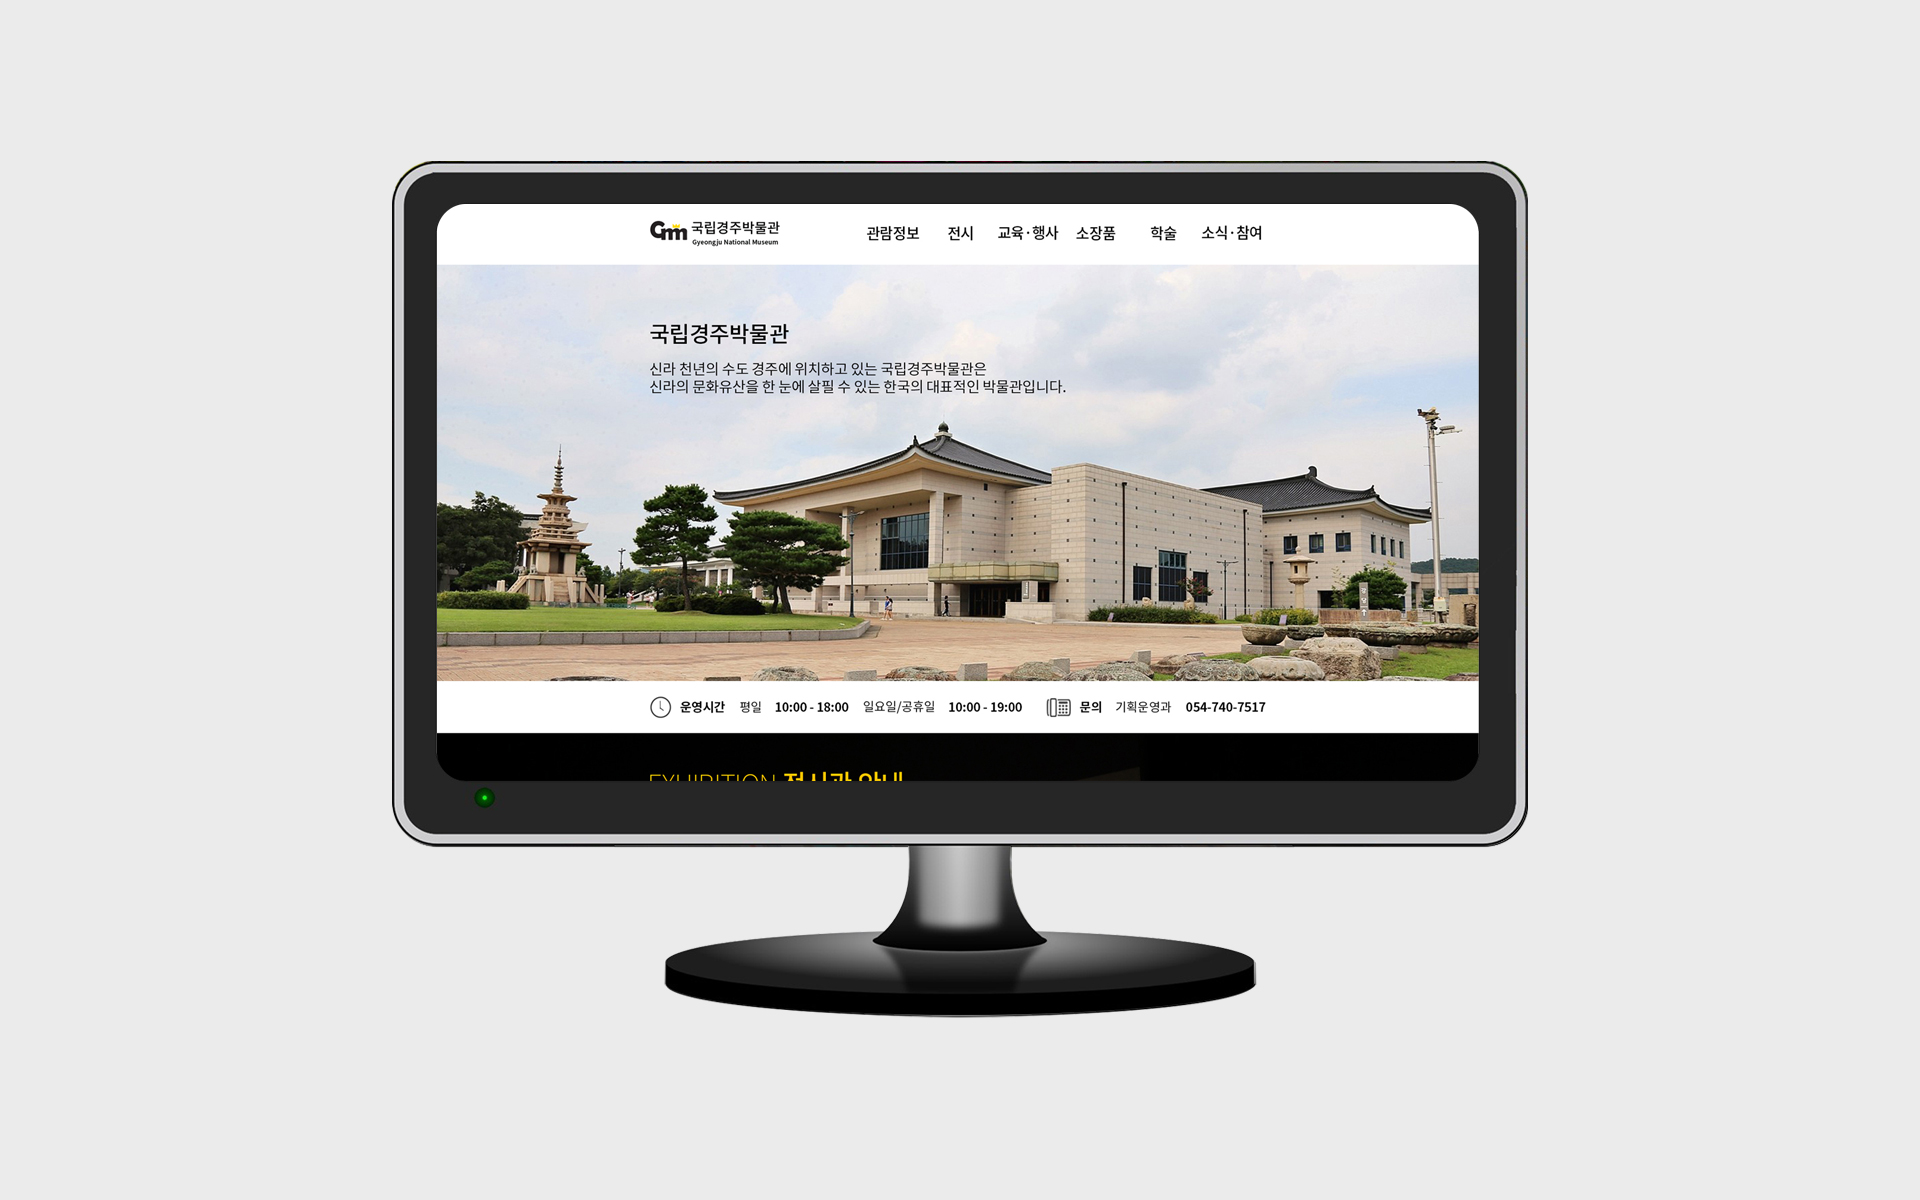 Gm 국립경주박물관
Gyeongju National Museum
관람정보 전시 교육·행사 소장품 학술 소식·참여
국립경주박물관
신라 천년의 수도 경주에 위치하고 있는 국립경주박물관은
신라의 문화유산을 한 눈에 살필 수 있는 한국의 대표적인 박물관입니다.
운영시간 평일 10:00 - 18:00 일요일/공휴일 10:00 - 19:00 문의 기획운영과 054-740-7517
EXHIBITION